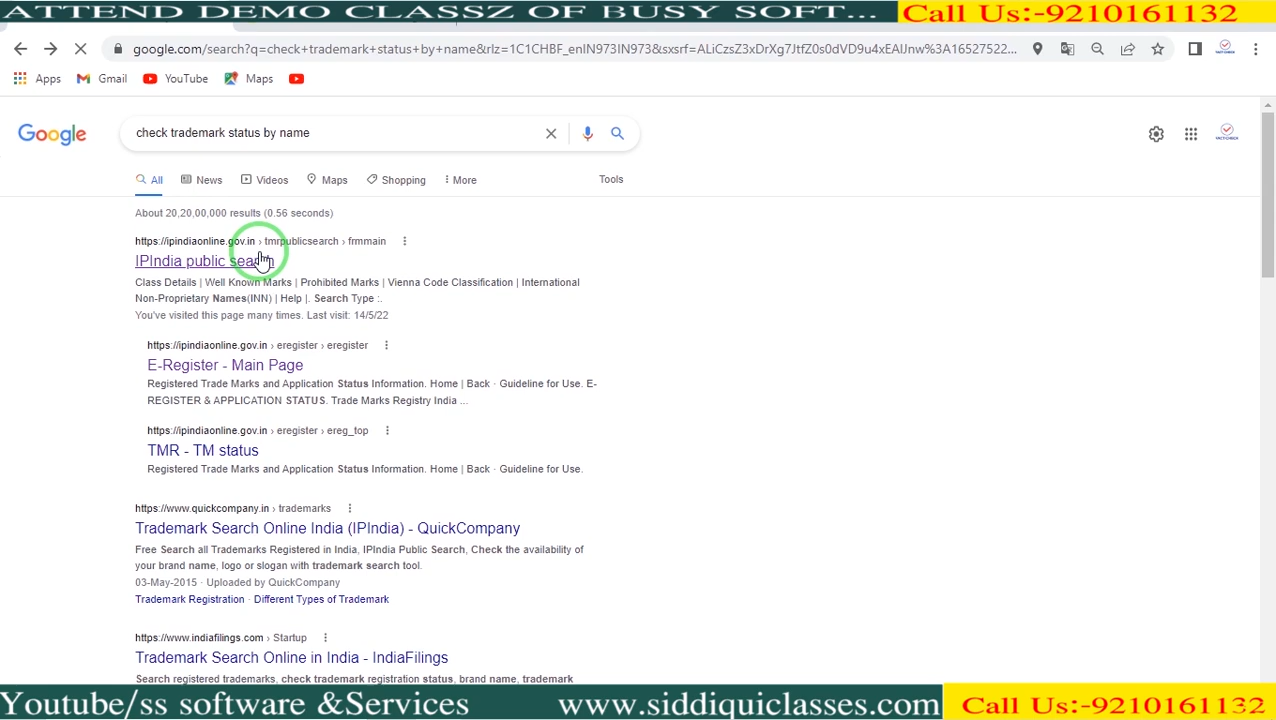 ATTEND DEMO CLASSZ OF BUSY SOFT... Call Us:-9210161132
google.com/search?q=check+trademark+status+by+name&rlz=1C1CHBF_enIN973IN973&sxsrf=ALiCzsZ3xDrXg7JtfZ0s0dVD9u4xEAlJnw%3A16527522...
Apps Gmail YouTube Maps
Google check trademark status by name
All News Videos Maps Shopping More Tools
About 20,20,00,000 results (0.56 seconds)
https://ipindiaonline.gov.in › tmrpublicsearch › frmmain
IPIndia public search
Class Details | Well Known Marks | Prohibited Marks | Vienna Code Classification | International
Non-Proprietary Names(INN) | Help |. Search Type :.
You've visited this page many times. Last visit: 14/5/22
https://ipindiaonline.gov.in › eregister › eregister
E-Register - Main Page
Registered Trade Marks and Application Status Information. Home | Back · Guideline for Use. E-
REGISTER & APPLICATION STATUS. Trade Marks Registry India ...
https://ipindiaonline.gov.in › eregister › ereg_top
TMR - TM status
Registered Trade Marks and Application Status Information. Home | Back · Guideline for Use.
https://www.quickcompany.in › trademarks
Trademark Search Online India (IPIndia) - QuickCompany
Free Search all Trademarks Registered in India, IPIndia Public Search, Check the availability of
your brand name, logo or slogan with trademark search tool.
03-May-2015 · Uploaded by QuickCompany
Trademark Registration · Different Types of Trademark
https://www.indiafilings.com › Startup
Trademark Search Online in India - IndiaFilings
Search registered trademarks, check trademark registration status, brand name, trademark
Youtube/ss software &Services www.siddiquiclasses.com Call Us:-9210161132